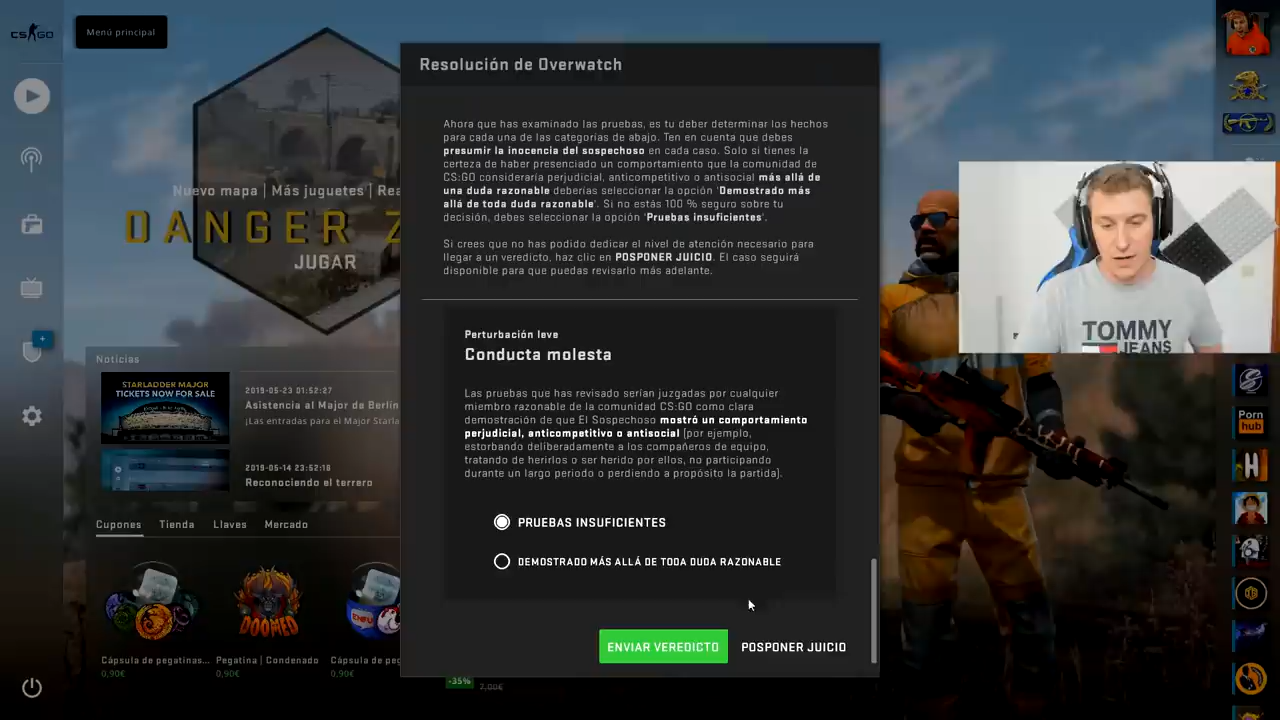 CS GO
Menú principal
Nuevo mapa | Más juguetes | Rea
DANGER Z
JUGAR
Noticias
STARLADDER MAJOR
TICKETS NOW FOR SALE
2019-05-23 01:52:27
Asistencia al Major de Berlín
¡Las entradas para el Major Starla
2019-05-14 23:52:18
Reconociendo el terrero
Cupones
Tienda
Llaves
Mercado
DOOMED
Cápsula de pegatinas...
Pegatina | Condenado
Cápsula de peg
0,90€
0,90€
0,90€
-35%
7,00€
Resolución de Overwatch
Ahora que has examinado las pruebas, es tu deber determinar los hechos
para cada una de las categorías de abajo. Ten en cuenta que debes
presumir la inocencia del sospechoso en cada caso. Solo si tienes la
certeza de haber presenciado un comportamiento que la comunidad de
CS:GO consideraría perjudicial, anticompetitivo o antisocial más allá de
una duda razonable deberías seleccionar la opción 'Demostrado más
allá de toda duda razonable'. Si no estás 100 % seguro sobre tu
decisión, debes seleccionar la opción 'Pruebas insuficientes'.
Si crees que no has podido dedicar el nivel de atención necesario para
llegar a un veredicto, haz clic en POSPONER JUICIO. El caso seguirá
disponible para que puedas revisarlo más adelante.
Perturbación leve
Conducta molesta
Las pruebas que has revisado serían juzgadas por cualquier
miembro razonable de la comunidad CS:GO como clara
demostración de que El Sospechoso mostró un comportamiento
perjudicial, anticompetitivo o antisocial (por ejemplo,
estorbando deliberadamente a los compañeros de equipo,
tratando de herirlos o ser herido por ellos, no participando
durante un largo periodo o perdiendo a propósito la partida).
PRUEBAS INSUFICIENTES
DEMOSTRADO MÁS ALLÁ DE TODA DUDA RAZONABLE
ENVIAR VEREDICTO
POSPONER JUICIO
TOMMY
JEANS
Porn
hub